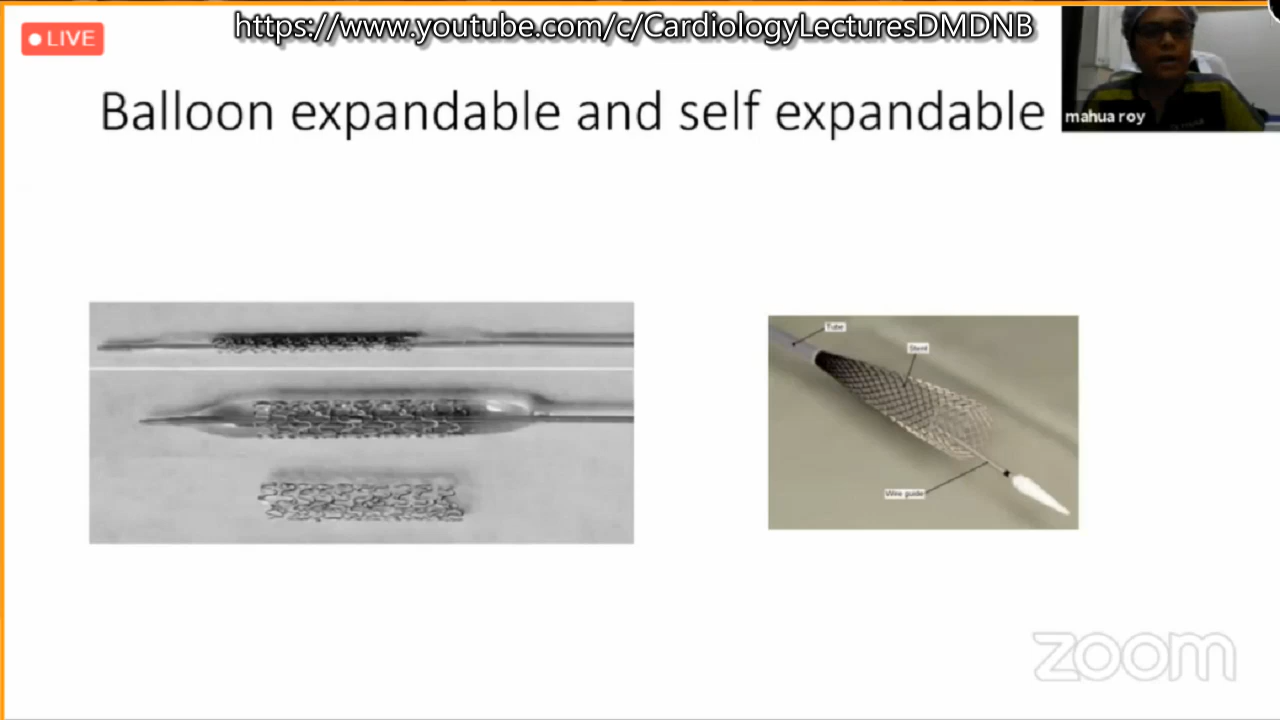 https://www.youtube.com/c/CardiologyLecturesDMDNB
LIVE
Balloon expandable and self expandable
mahua roy
Tube
Stent
Wire guide
zoom